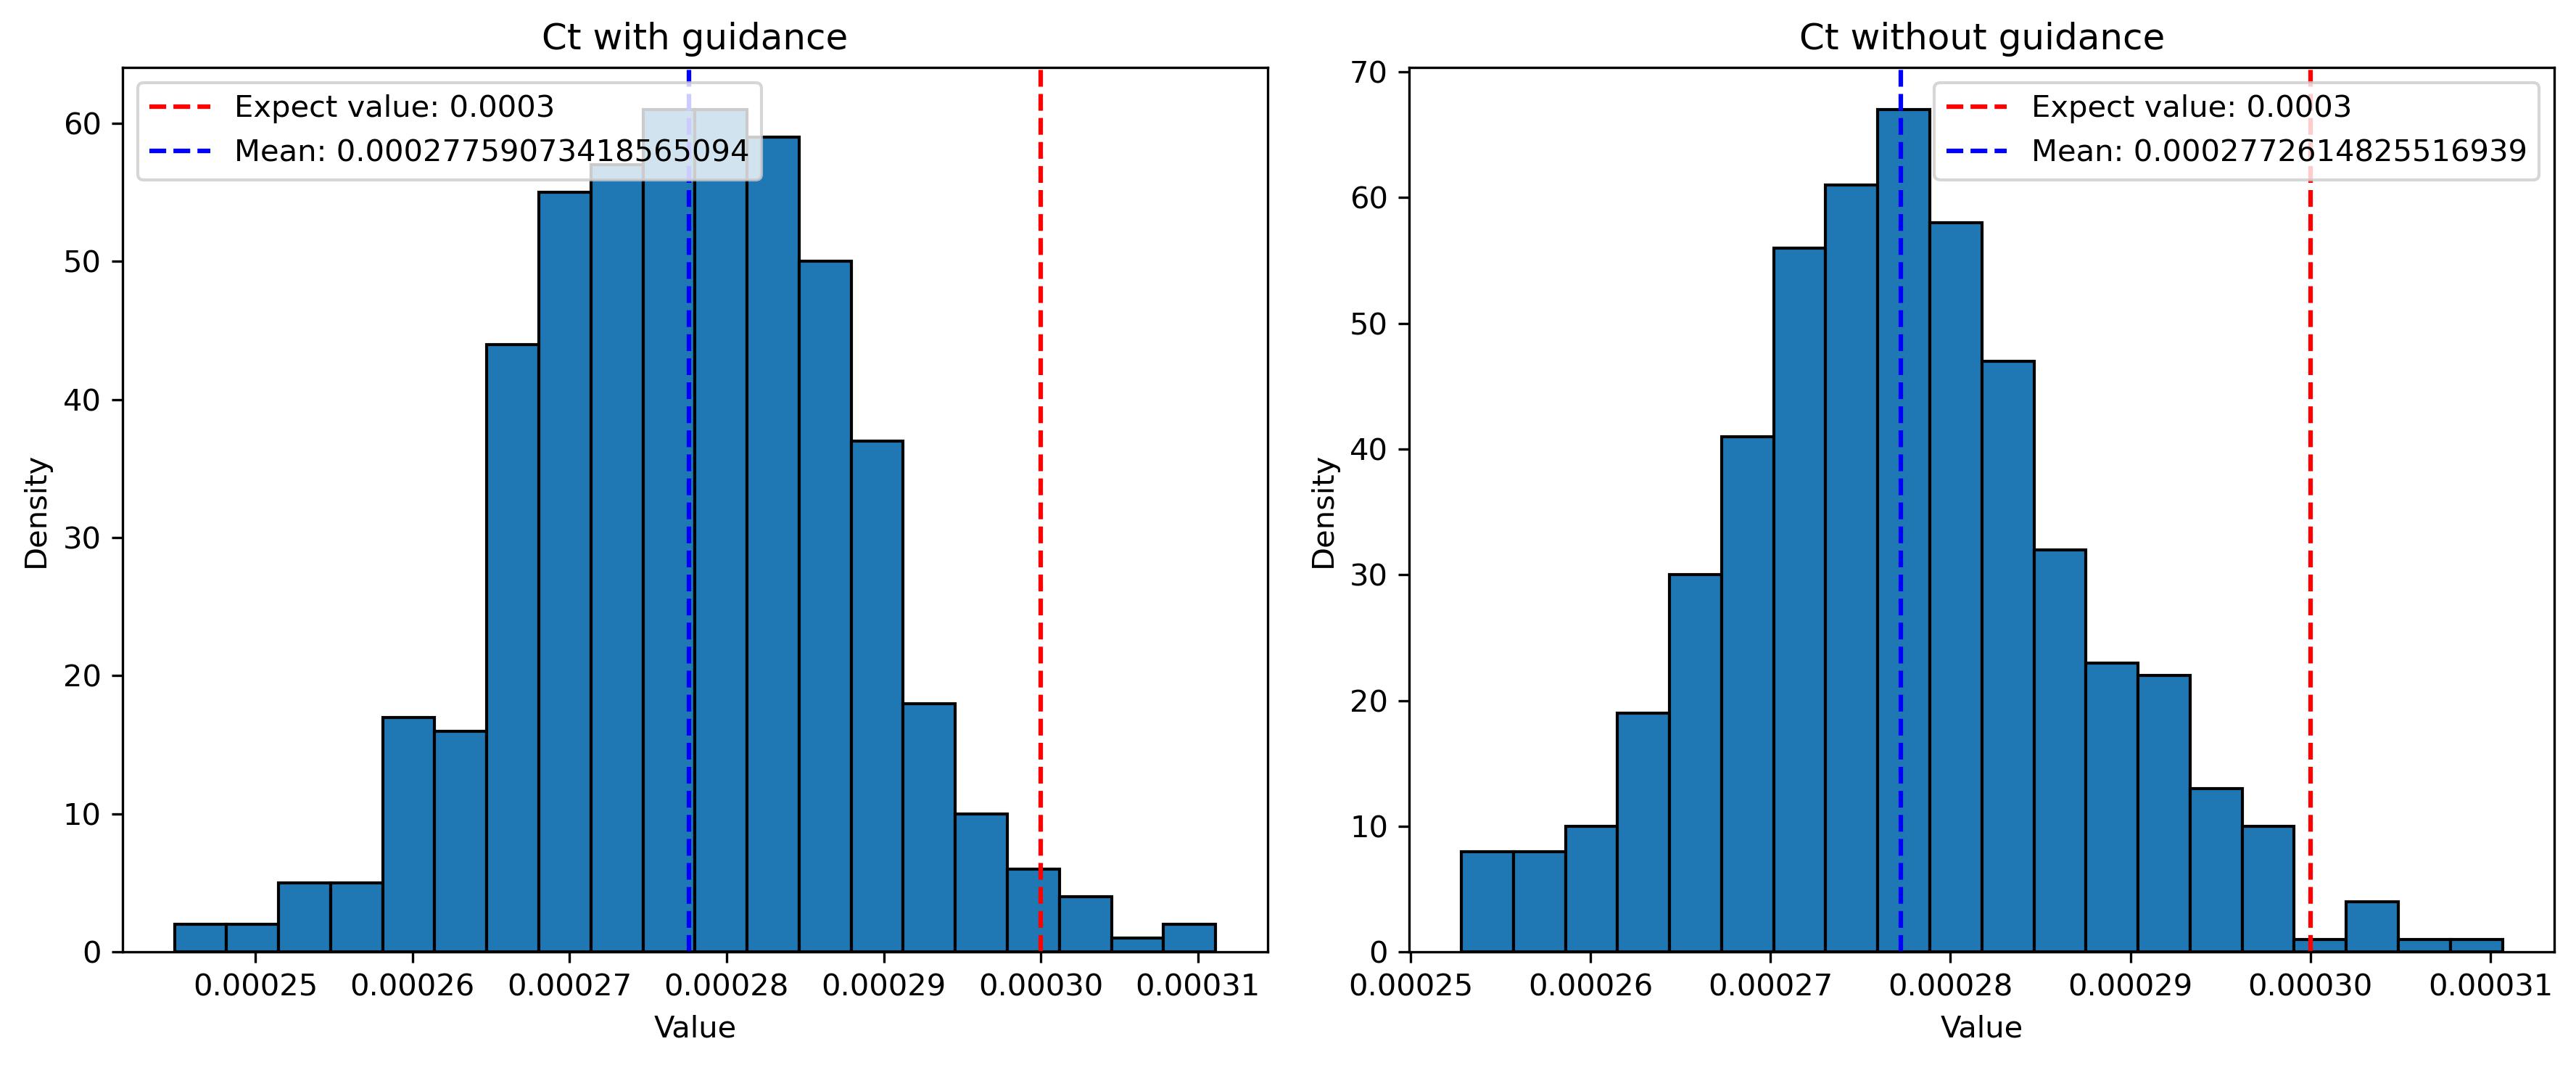 Ct with guidance
Expect value: 0.0003
Mean: 0.00027759073418565094
60
50
40
30
20
10
0
Density
0.00025 0.00026 0.00027 0.00028 0.00029 0.00030 0.00031
Value
Ct without guidance
Expect value: 0.0003
Mean: 0.0002772614825516939
70
60
50
40
30
20
10
0
Density
0.00025 0.00026 0.00027 0.00028 0.00029 0.00030 0.00031
Value